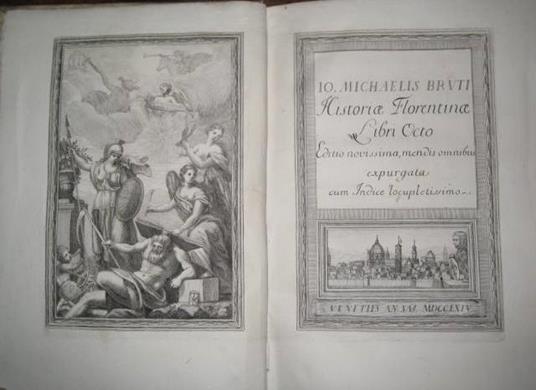 IO. MICHAELIS BRUTI
Historiæ Florentinæ
Libri Octo
Editio novissima, mendis omnibus
expurgata
cum Indice locupletissimo.
VENETIIS AN. SAL. MDCCLXIV